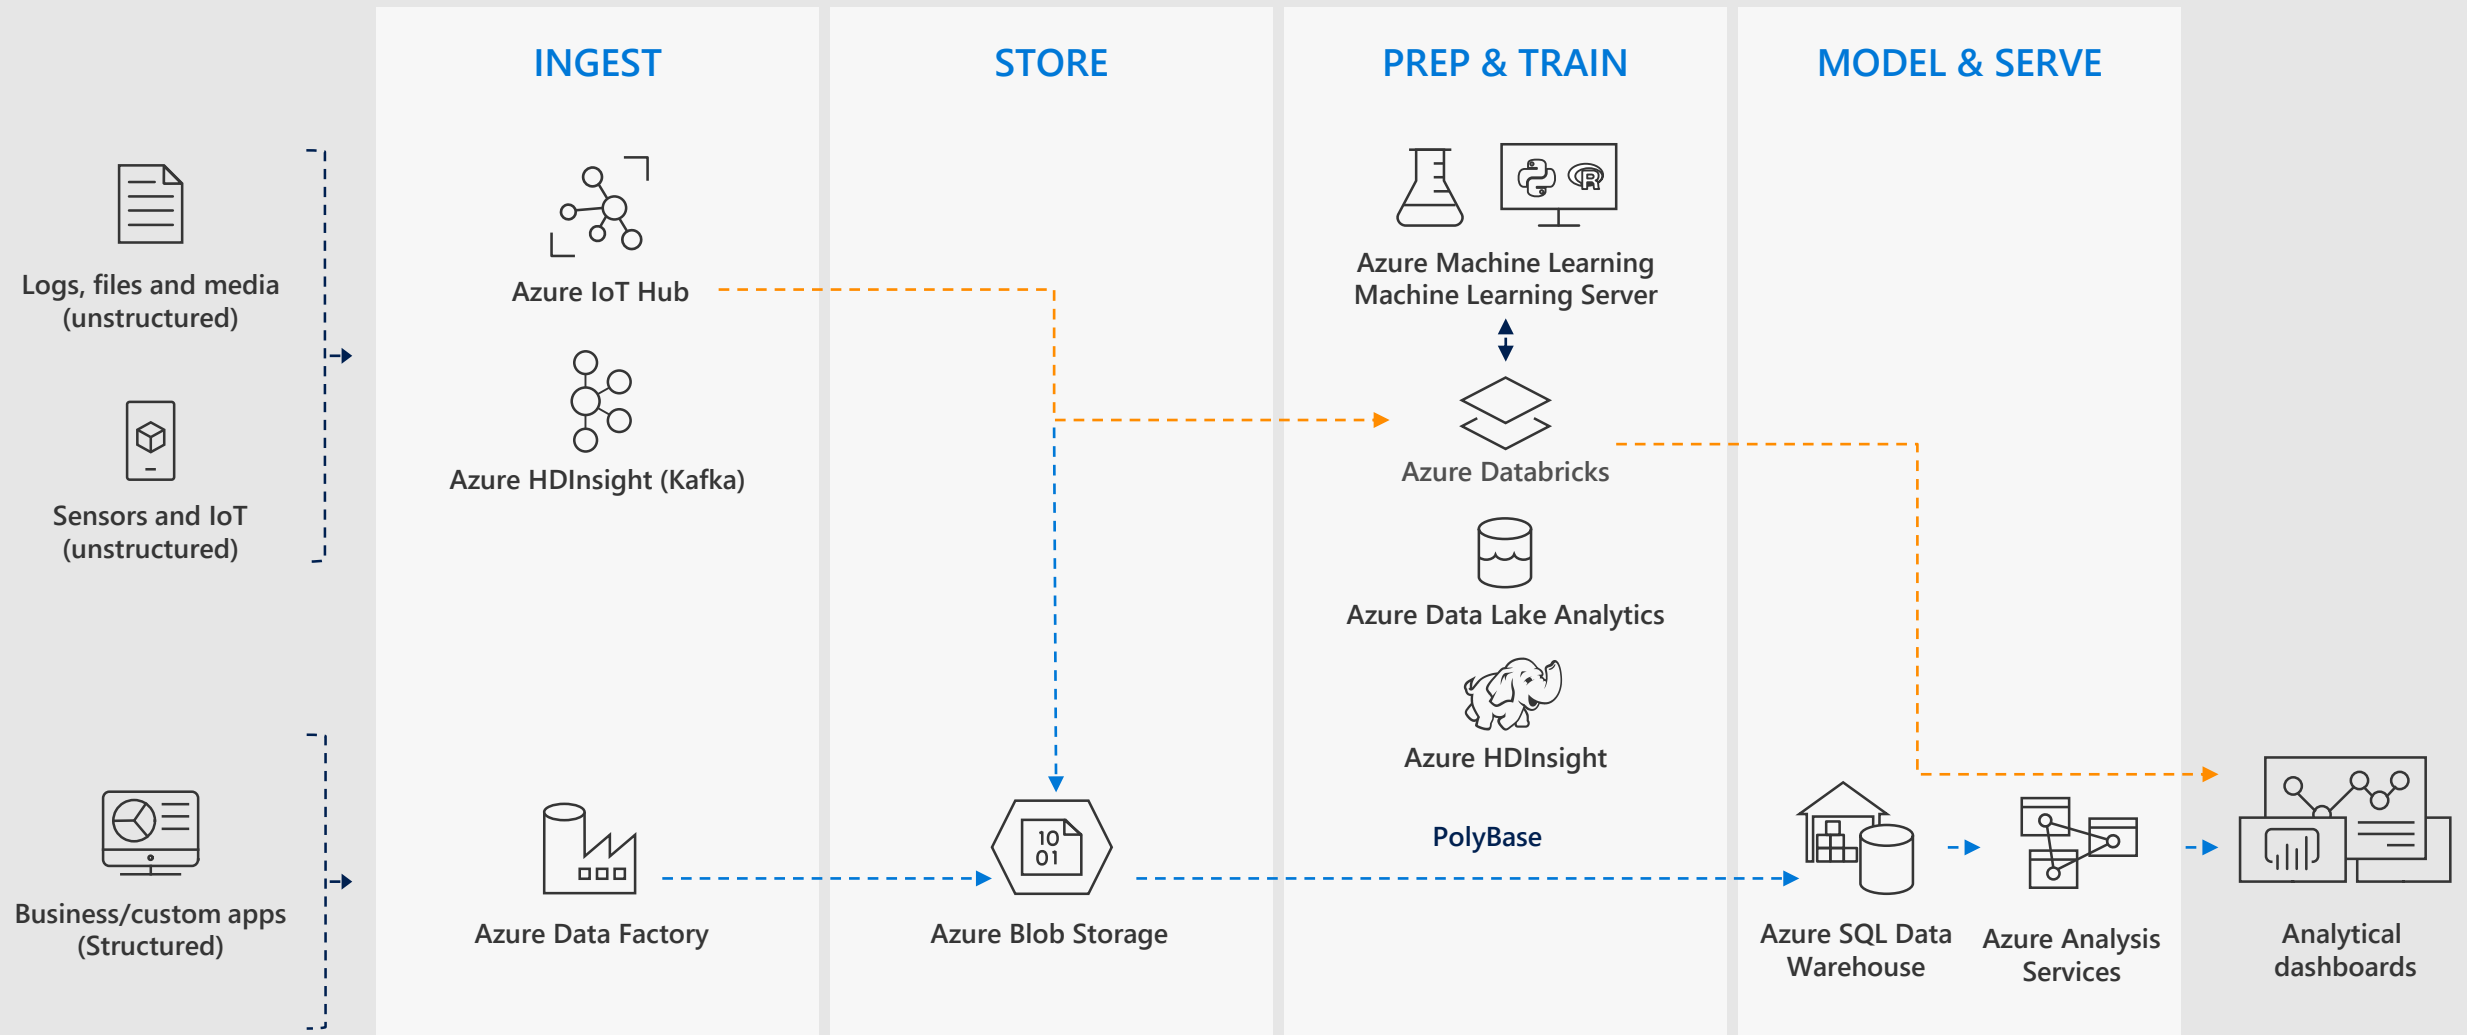 INGEST
STORE
PREP & TRAIN
MODEL & SERVE
Logs, files and media
(unstructured)
Sensors and IoT
(unstructured)
Business/custom apps
(Structured)
Azure IoT Hub
Azure HDInsight (Kafka)
Azure Data Factory
10
01
Azure Blob Storage
R
Azure Machine Learning
Machine Learning Server
Azure Databricks
Azure Data Lake Analytics
Azure HDInsight
PolyBase
Azure SQL Data
Warehouse
Azure Analysis
Services
Analytical
dashboards